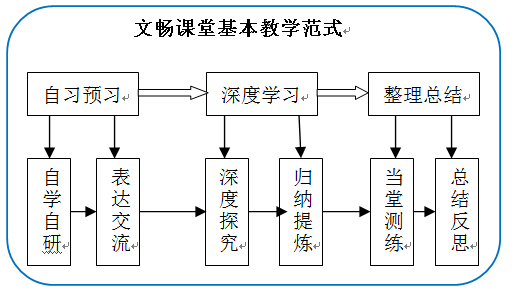 文畅课堂基本教学范式
自习预习
深度学习
整理总结
自学自研
表达交流
深度探究
归纳提炼
当堂测练
总结反思